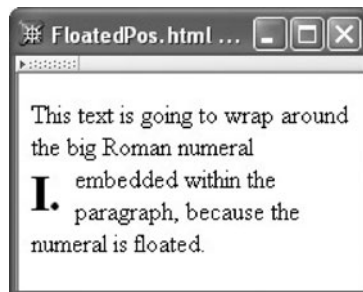 FloatedPos.html ...
This text is going to wrap around
the big Roman numeral
I. embedded within the
paragraph, because the
numeral is floated.